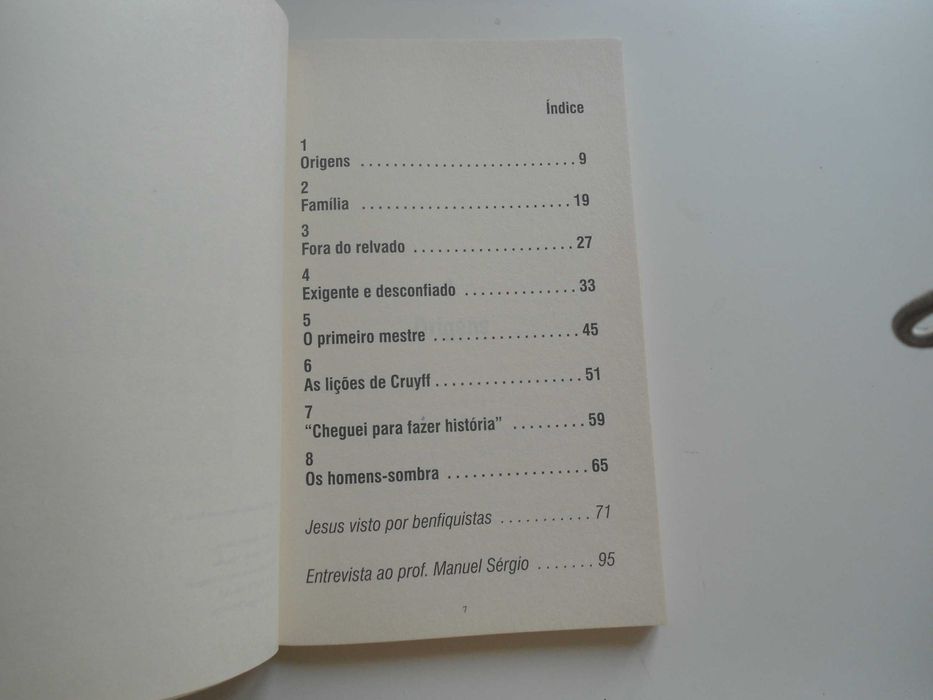 Índice
1
Origens . . . . . . . . . . . . . . . . . . . . . . . . . . . 9
2
Família . . . . . . . . . . . . . . . . . . . . . . . . . . 19
3
Fora do relvado . . . . . . . . . . . . . . . . . . . . 27
4
Exigente e desconfiado . . . . . . . . . . . . . . 33
5
O primeiro mestre . . . . . . . . . . . . . . . . . . 45
6
As lições de Cruyff . . . . . . . . . . . . . . . . . . 51
7
“Cheguei para fazer história” . . . . . . . . . 59
8
Os homens-sombra . . . . . . . . . . . . . . . . . 65
Jesus visto por benfiquistas . . . . . . . . . . . 71
Entrevista ao prof. Manuel Sérgio . . . . . . . 95
7